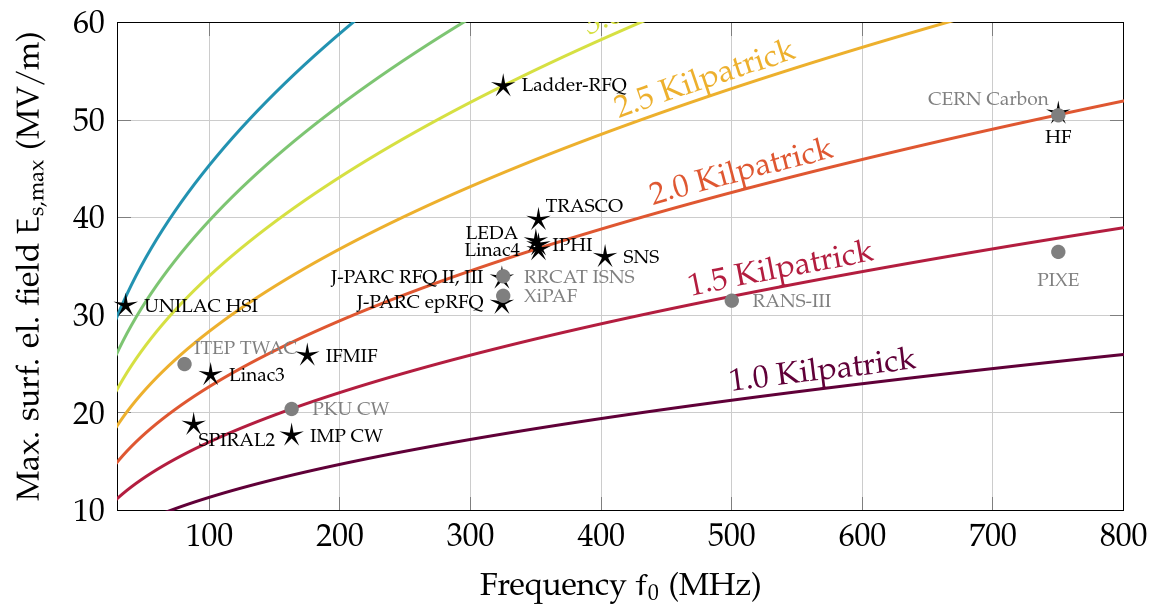 60
50
40
30
20
10
Max. surf. el. field E_s,max (MV/m)
Ladder-RFQ
2.5 Kilpatrick
CERN Carbon
HF
2.0 Kilpatrick
TRASCO
LEDA
IPHI
Linac4
SNS
J-PARC RFQ II, III
RRCAT ISNS
J-PARC epRFQ
XiPAF
1.5 Kilpatrick
PIXE
RANS-III
UNILAC HSI
ITEP TWAC
IFMIF
Linac3
1.0 Kilpatrick
PKU CW
SPIRAL2
IMP CW
100 200 300 400 500 600 700 800
Frequency f_0 (MHz)